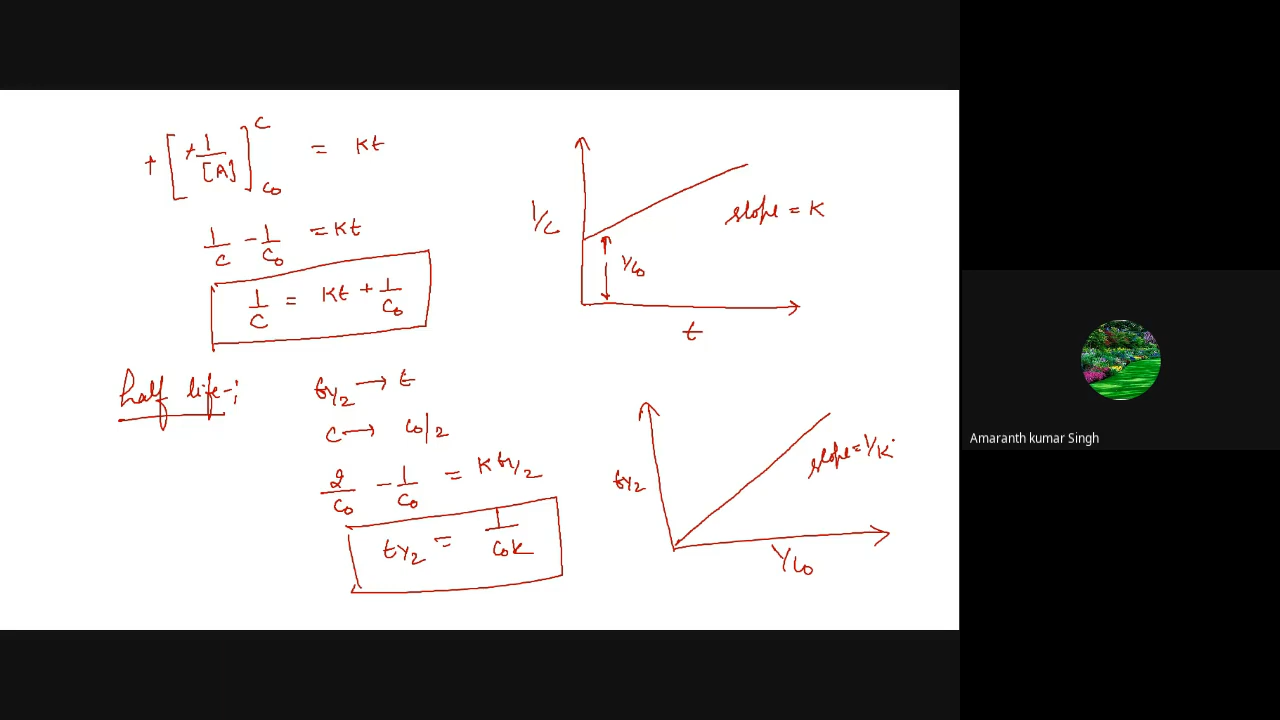 + [+1/[A]]C C0 = Kt
1/C - 1/C0 = Kt
1/C = Kt + 1/C0
1/C
slope = K
1/C0
t
half life-:
t1/2 → t
C → C0/2
2/C0 - 1/C0 = K t1/2
t1/2 = 1/C0K
t1/2
slope = 1/K
1/C0
Amaranth kumar Singh